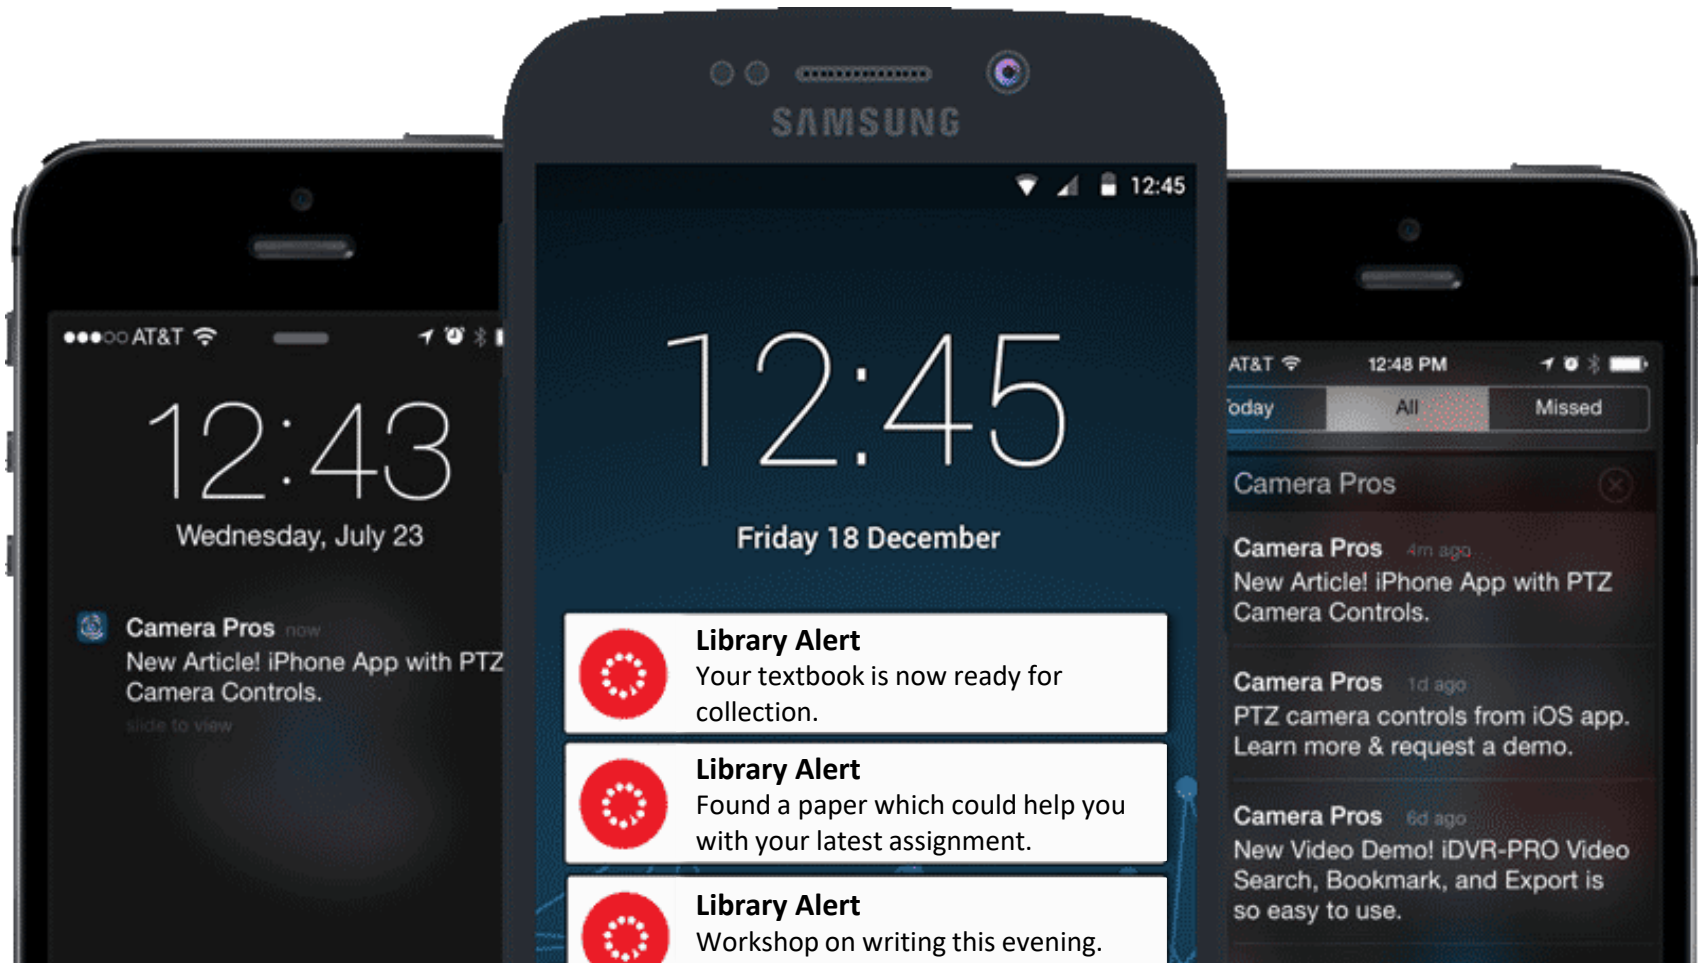 AT&T
12:43
Wednesday, July 23
Camera Pros now
New Article! iPhone App with PTZ
Camera Controls.
slide to view
SAMSUNG
12:45
12:45
Friday 18 December
Library Alert
Your textbook is now ready for
collection.
Library Alert
Found a paper which could help you
with your latest assignment.
Library Alert
Workshop on writing this evening.
AT&T 12:48 PM
oday All Missed
Camera Pros
Camera Pros 4m ago
New Article! iPhone App with PTZ
Camera Controls.
Camera Pros 1d ago
PTZ camera controls from iOS app.
Learn more & request a demo.
Camera Pros 6d ago
New Video Demo! iDVR-PRO Video
Search, Bookmark, and Export is
so easy to use.